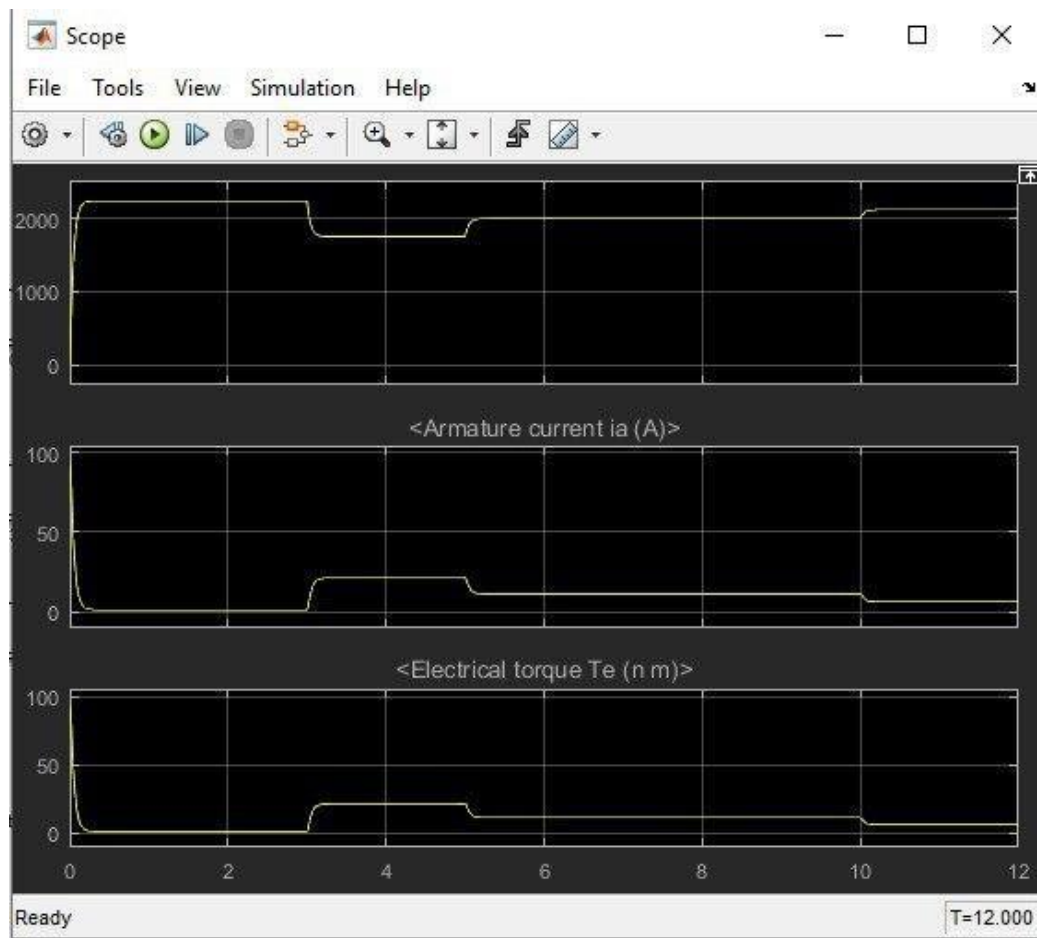 Scope
File Tools View Simulation Help
2000
1000
0
<Armature current ia (A)>
100
50
0
<Electrical torque Te (n m)>
100
50
0
0 2 4 6 8 10 12
Ready T=12.000